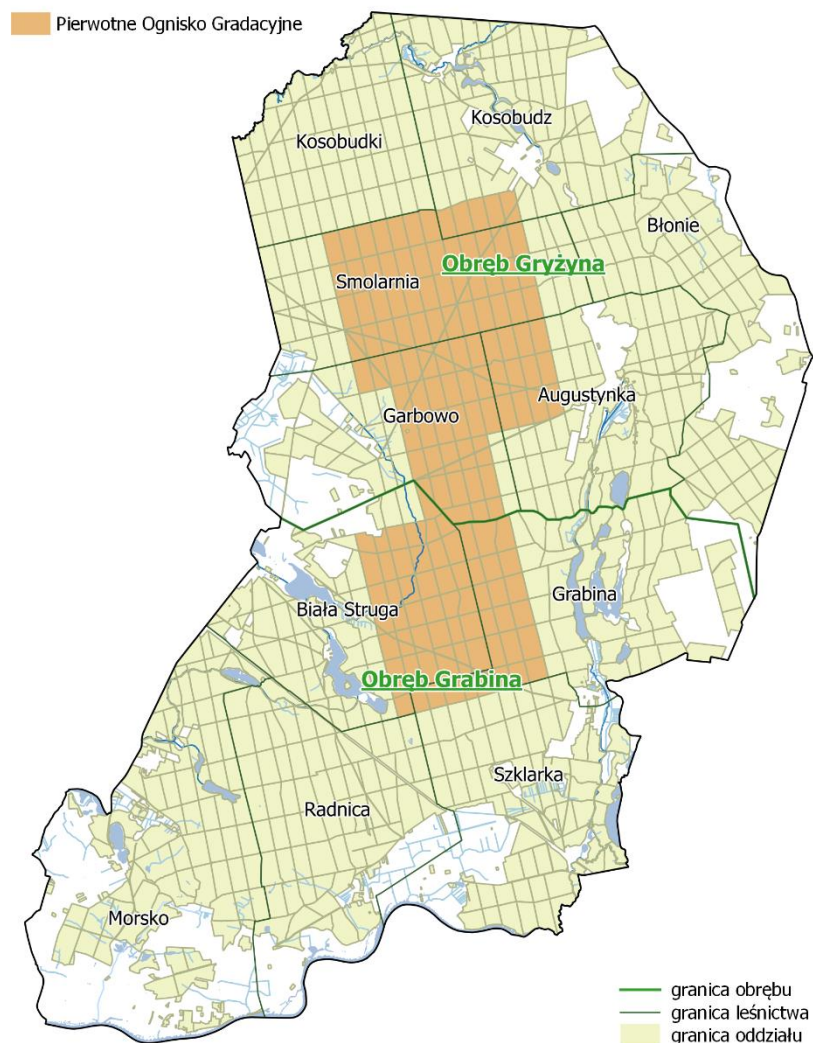 Pierwotne Ognisko Gradacyjne
Kosobudz
Kosobudki
Błonie
Obręb Gryżyna
Smolarnia
Augustynka
Garbowo
Grabina
Biała Struga
Obręb Grabina
Szklarka
Radnica
Morsko
granica obrębu
granica leśnictwa
granica oddziału